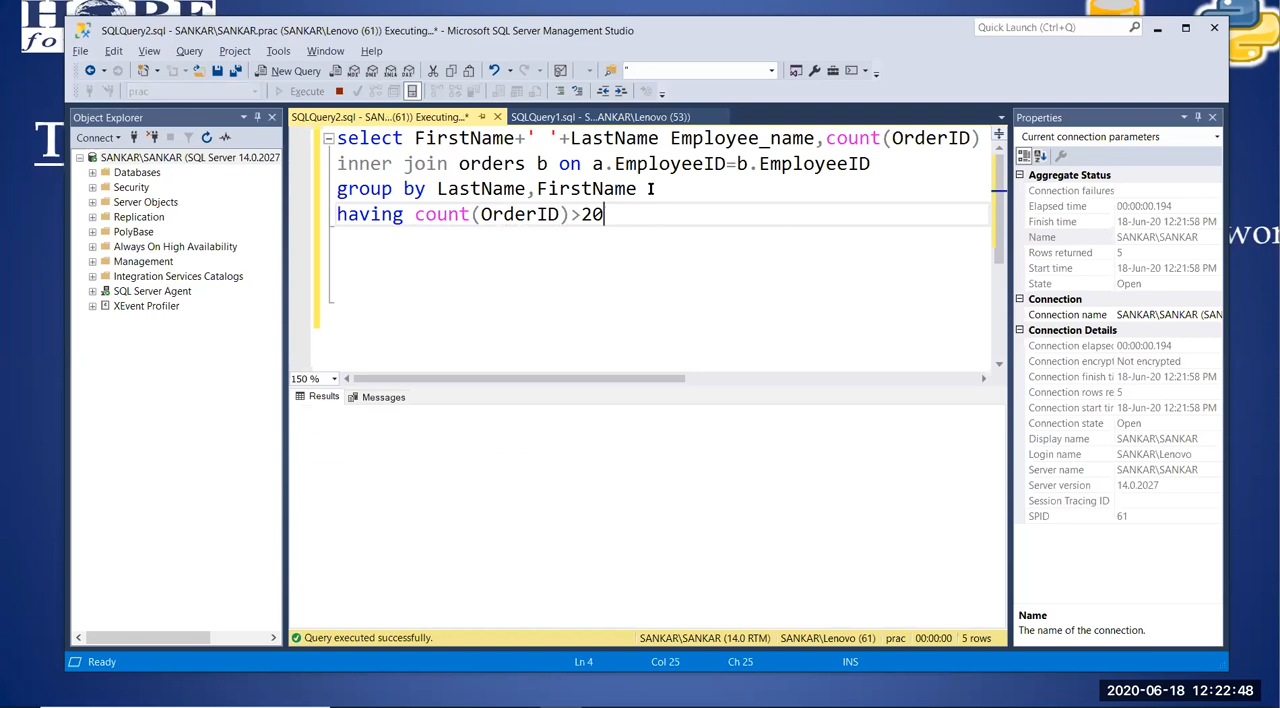 HOPE
SQLQuery2.sql - SANKAR\SANKAR.prac (SANKAR\Lenovo (61)) Executing...* - Microsoft SQL Server Management Studio
Quick Launch (Ctrl+Q)
File Edit View Query Project Tools Window Help
New Query
MDX DMX XMLA DAX
"
prac
Execute
Object Explorer
SQLQuery2.sql - SAN...(61)) Executing...*
SQLQuery1.sql - S...ANKAR\Lenovo (53))
Properties
Connect
SANKAR\SANKAR (SQL Server 14.0.2027
Databases
Security
Server Objects
Replication
PolyBase
Always On High Availability
Management
Integration Services Catalogs
SQL Server Agent
XEvent Profiler
select FirstName+' '+LastName Employee_name,count(OrderID)
inner join orders b on a.EmployeeID=b.EmployeeID
group by LastName,FirstName
having count(OrderID)>20
150 %
Results
Messages
Current connection parameters
Aggregate Status
Connection failures
Elapsed time 00:00:00.194
Finish time 18-Jun-20 12:21:58 PM
Name SANKAR\SANKAR
Rows returned 5
Start time 18-Jun-20 12:21:58 PM
State Open
Connection
Connection name SANKAR\SANKAR (SAN
Connection Details
Connection elapsed 00:00:00.194
Connection encrypt Not encrypted
Connection finish ti 18-Jun-20 12:21:58 PM
Connection rows re 5
Connection start tim 18-Jun-20 12:21:58 PM
Connection state Open
Display name SANKAR\SANKAR
Login name SANKAR\Lenovo
Server name SANKAR\SANKAR
Server version 14.0.2027
Session Tracing ID
SPID 61
Name
The name of the connection.
Query executed successfully.
SANKAR\SANKAR (14.0 RTM)
SANKAR\Lenovo (61)
prac
00:00:00
5 rows
Ready
Ln 4
Col 25
Ch 25
INS
2020-06-18 12:22:48